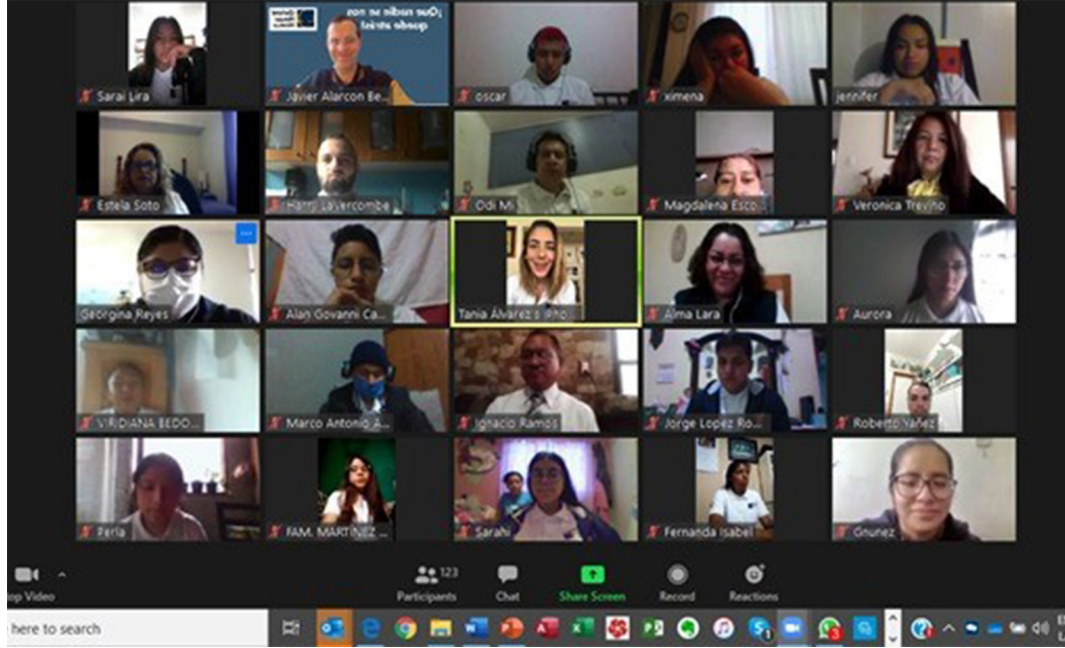 ¡Que nadie se nos
quede atrás!
Sarai Lira
Javier Alarcon Be...
oscar
ximena
jennifer
Estela Soto
Harry Lavercombe
Odi Mi
Magdalena Esco...
Veronica Trevino
Georgina Reyes
Alan Govanni Ca...
Tania Álvarez's iPho...
Alma Lara
Aurora
VIRIDIANA BEDO...
Marco Antonio A...
Ignacio Ramos
Jorge Lopez Ro...
Roberto Yañez
Perla
FAM. MARTINEZ ...
Sarahi
Fernanda Isabel
Gnunez
123
op Video
Participants
Chat
Share Screen
Record
Reactions
here to search